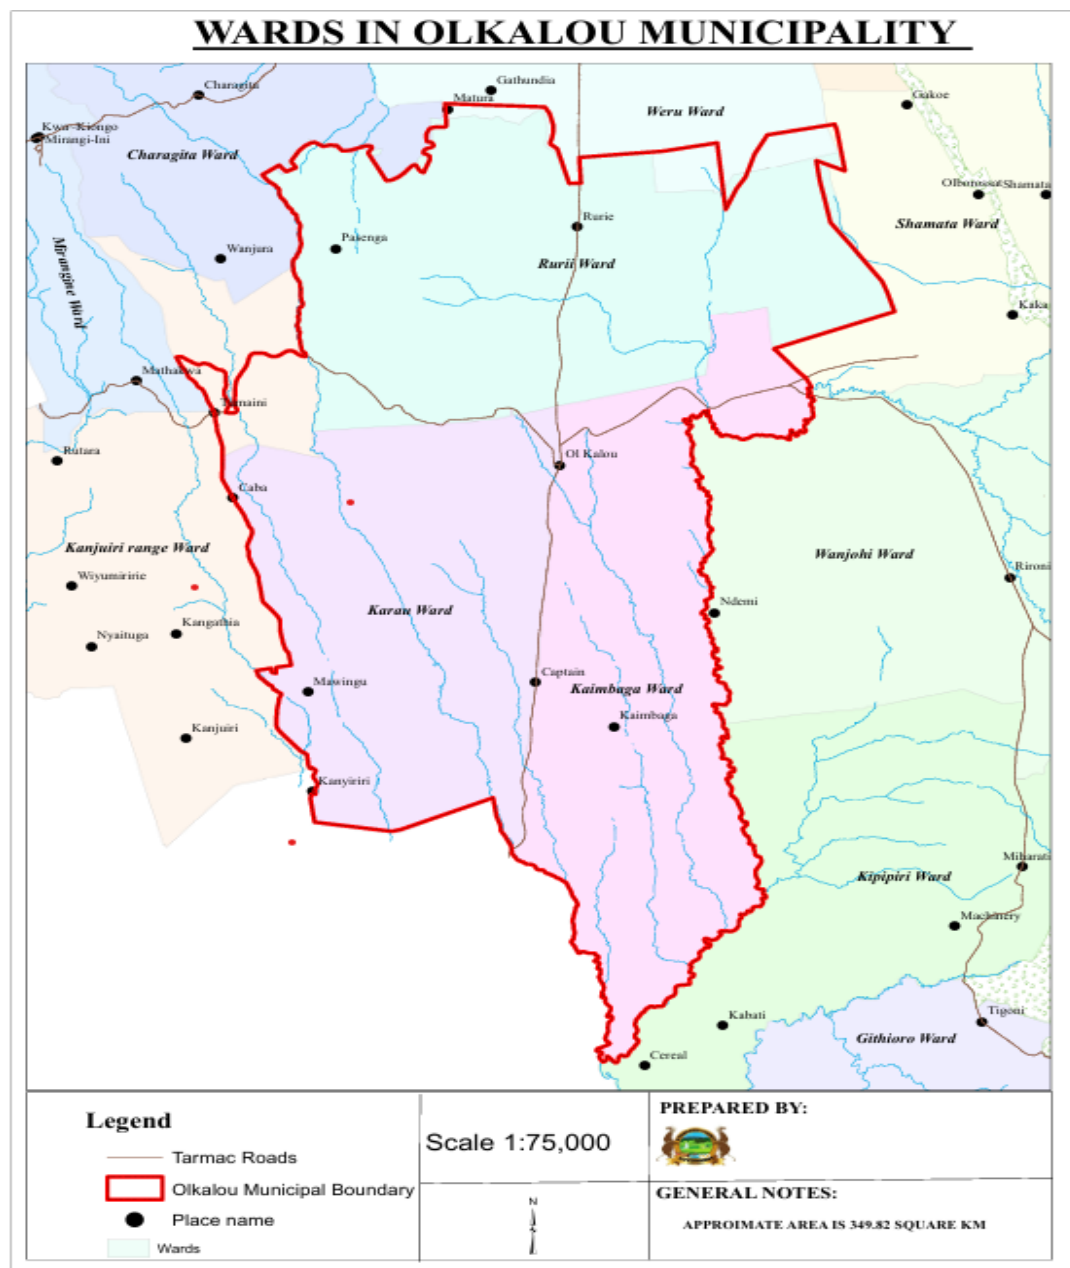 WARDS IN OLKALOU MUNICIPALITY
Charagita
Gathundia
Matura
Weru Ward
Gakoe
Kwa-Kiongo
Mirangi-Ini
Charagita Ward
Olborossat
Shamata
Rurie
Shamata Ward
Pasenga
Wanjura
Rurii Ward
Mirangine Ward
Kaka
Mathakwa
Tumaini
Rutara
Ol Kalou
Caba
Kanjuiri range Ward
Wanjohi Ward
Wiyumiririe
Rironi
Karau Ward
Ndemi
Kangathia
Nyaituga
Captain
Mawingu
Kaimbaga Ward
Kaimbaga
Kanjuiri
Kanyiriri
Miharati
Kipipiri Ward
Machinery
Kabati
Tigoni
Githioro Ward
Cereal
Legend
Tarmac Roads
Olkalou Municipal Boundary
Place name
Wards
Scale 1:75,000
N
PREPARED BY:
GENERAL NOTES:
APPROIMATE AREA IS 349.82 SQUARE KM